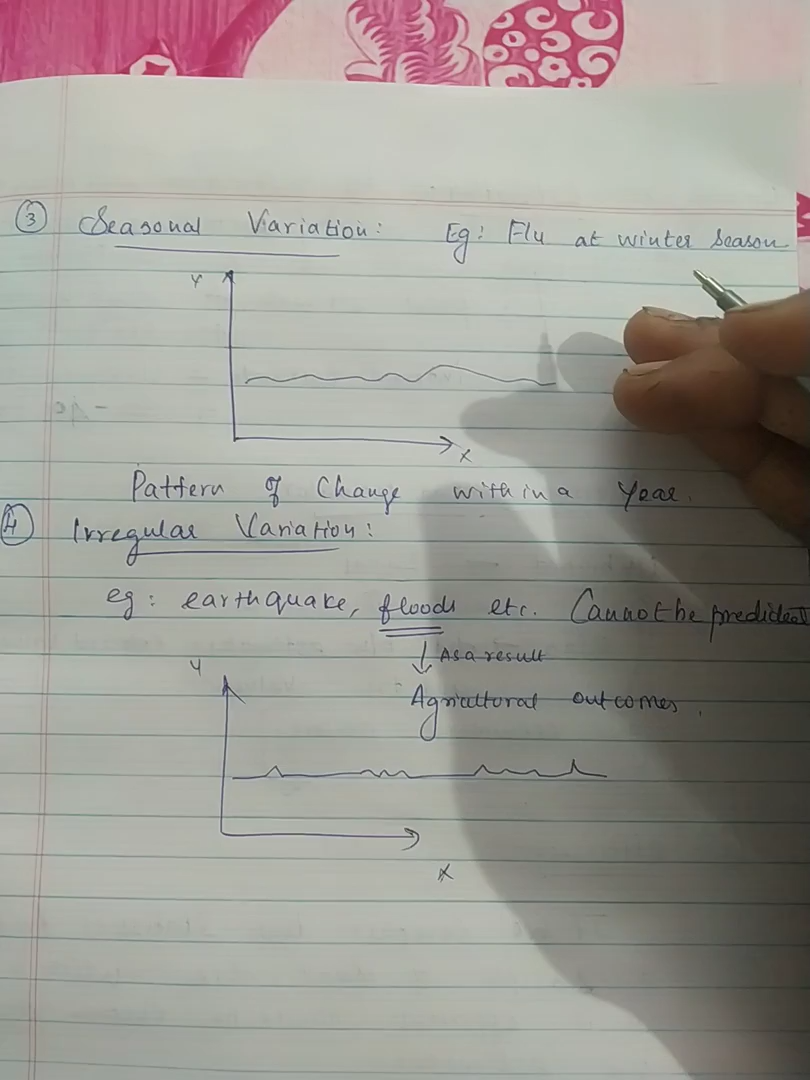 3 Seasonal Variation: Eg: Flu at winter season
Y
X
Pattern of Change within a Year.
4 Irregular Variation:
eg: earthquake, floods etc. Cannot be predicted
As a result
Y
Agricultural outcomes.
X